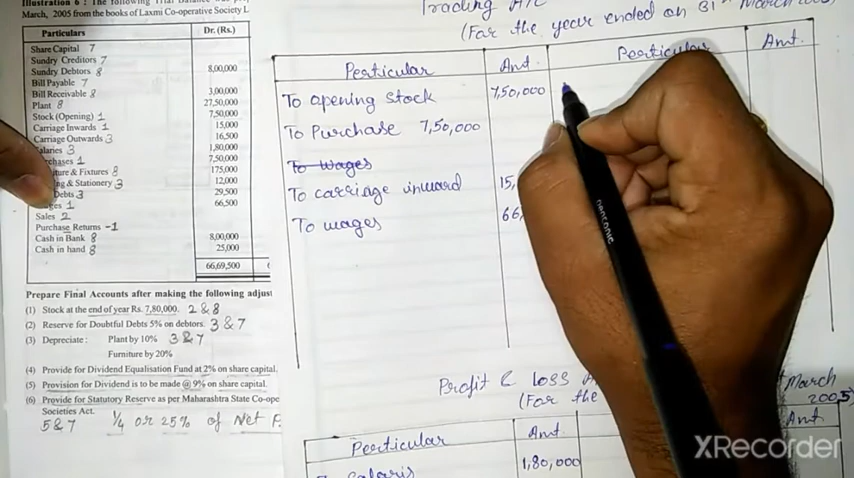 Illustration 6 : The following Trial Balance was prep
March, 2005 from the books of Laxmi Co-operative Society L
Particulars Dr. (Rs.)
Share Capital 7
Sundry Creditors 7
Sundry Debtors 8 8,00,000
Bill Payable 7
Bill Receivable 8 3,00,000
Plant 8 27,50,000
Stock (Opening) 1 7,50,000
Carriage Inwards 1 15,000
Carriage Outwards 3 16,500
alaries 3 1,80,000
rchases 1 7,50,000
ture & Fixtures 8 175,000
ng & Stationery 3 12,000
Debts 3 29,500
ges 1 66,500
Sales 2
Purchase Returns -1
Cash in Bank 8 8,00,000
Cash in hand 8 25,000
66,69,500
Prepare Final Accounts after making the following adjust
(1) Stock at the end of year Rs. 7,80,000. 2 & 8
(2) Reserve for Doubtful Debts 5% on debtors. 3 & 7
(3) Depreciate : Plant by 10% 3 & 7
Furniture by 20%
(4) Provide for Dividend Equalisation Fund at 2% on share capital.
(5) Provision for Dividend is to be made @ 9% on share capital.
(6) Provide for Statutory Reserve as per Maharashtra State Co-ope
Societies Act.
5 & 7 1/4 or 25% of Net P.
Trading A/c
(For the year ended on 31st March 2005
Perticular Amt. Perticular Amt.
To opening stock 7,50,000
To Purchase 7,50,000
To wages
To carriage inward 15,
To wages 66,
Profit & loss A
(For the March
2005)
Perticular Amt. Amt.
Salaris 1,80,000
XRecorder